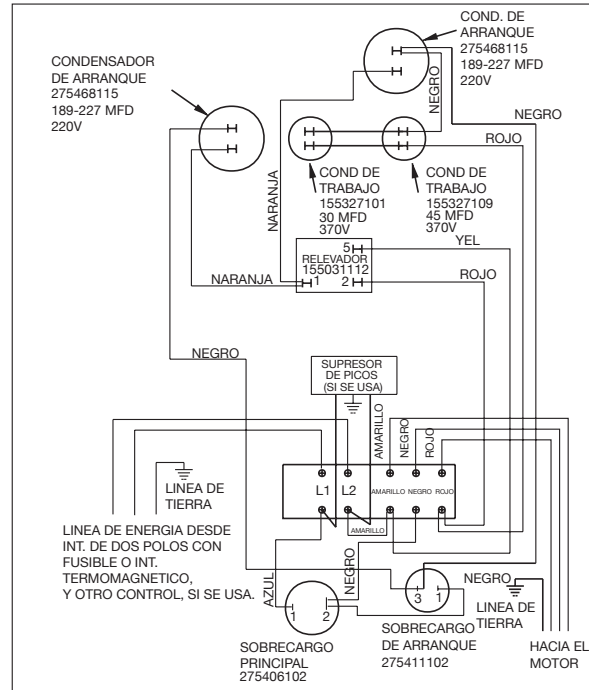 COND. DE
ARRANQUE
275468115
189-227 MFD
220V
CONDENSADOR
DE ARRANQUE
275468115
189-227 MFD
220V
NEGRO
NEGRO
ROJO
NARANJA
COND DE
TRABAJO
155327101
30 MFD
370V
COND DE
TRABAJO
155327109
45 MFD
370V
YEL
5
RELEVADOR
155031112
1
2
ROJO
NARANJA
NEGRO
SUPRESOR
DE PICOS
(SI SE USA)
AMARILLO
NEGRO
ROJO
L1
L2
AMARILLO
NEGRO
ROJO
LINEA DE
TIERRA
AMARILLO
LINEA DE ENERGIA DESDE
INT. DE DOS POLOS CON
FUSIBLE O INT.
TERMOMAGNETICO,
Y OTRO CONTROL, SI SE USA.
AZUL
NEGRO
1
2
3
1
NEGRO
LINEA DE
TIERRA
SOBRECARGO
PRINCIPAL
275406102
SOBRECARGO
DE ARRANQUE
275411102
HACIA EL
MOTOR